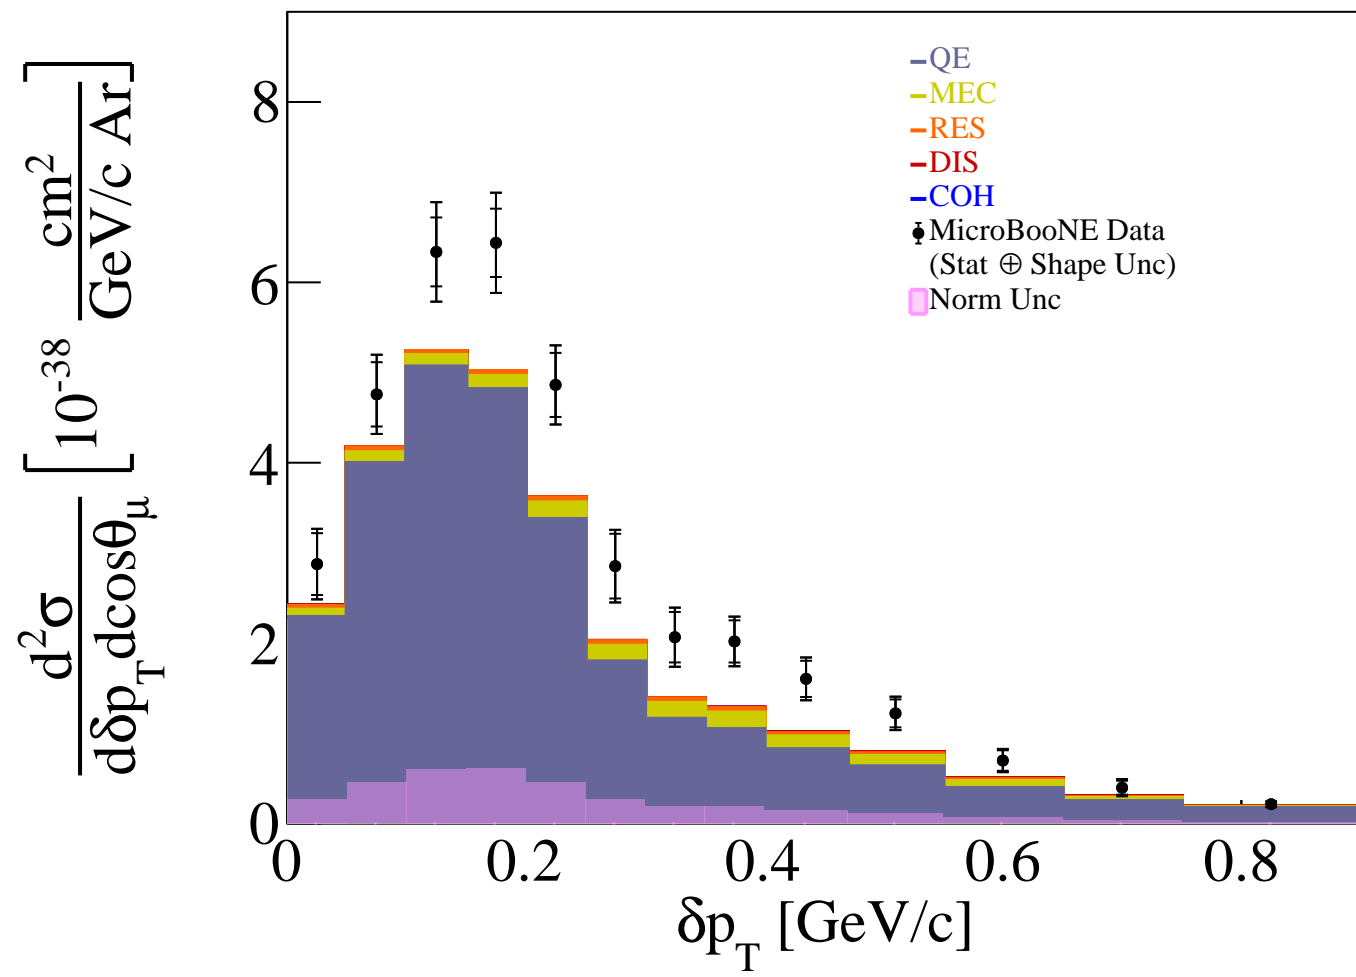 d²σ / dδp_T dcosθ_μ [10⁻³⁸ cm² / GeV/c Ar]
8
6
4
2
0
QE
MEC
RES
DIS
COH
MicroBooNE Data
(Stat ⊕ Shape Unc)
Norm Unc
0 0.2 0.4 0.6 0.8
δp_T [GeV/c]